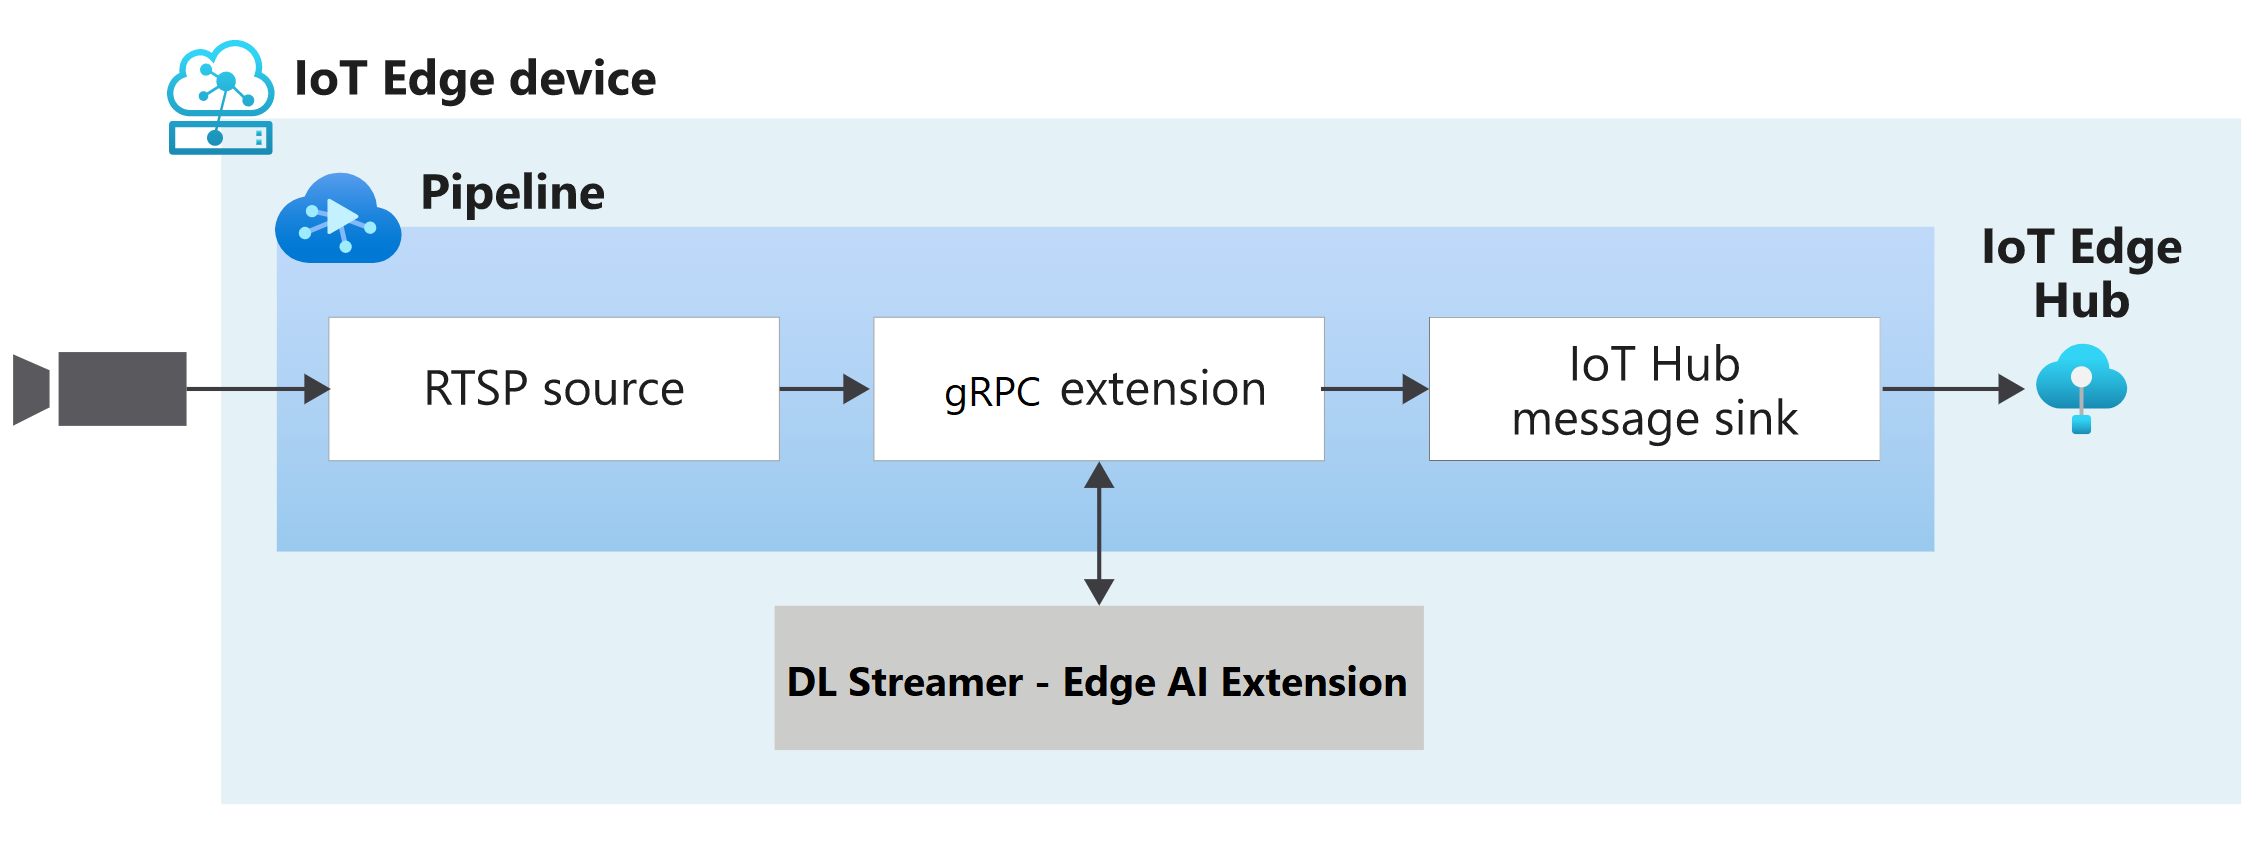 IoT Edge device
Pipeline
IoT Edge
Hub
RTSP source
gRPC extension
IoT Hub
message sink
DL Streamer - Edge AI Extension